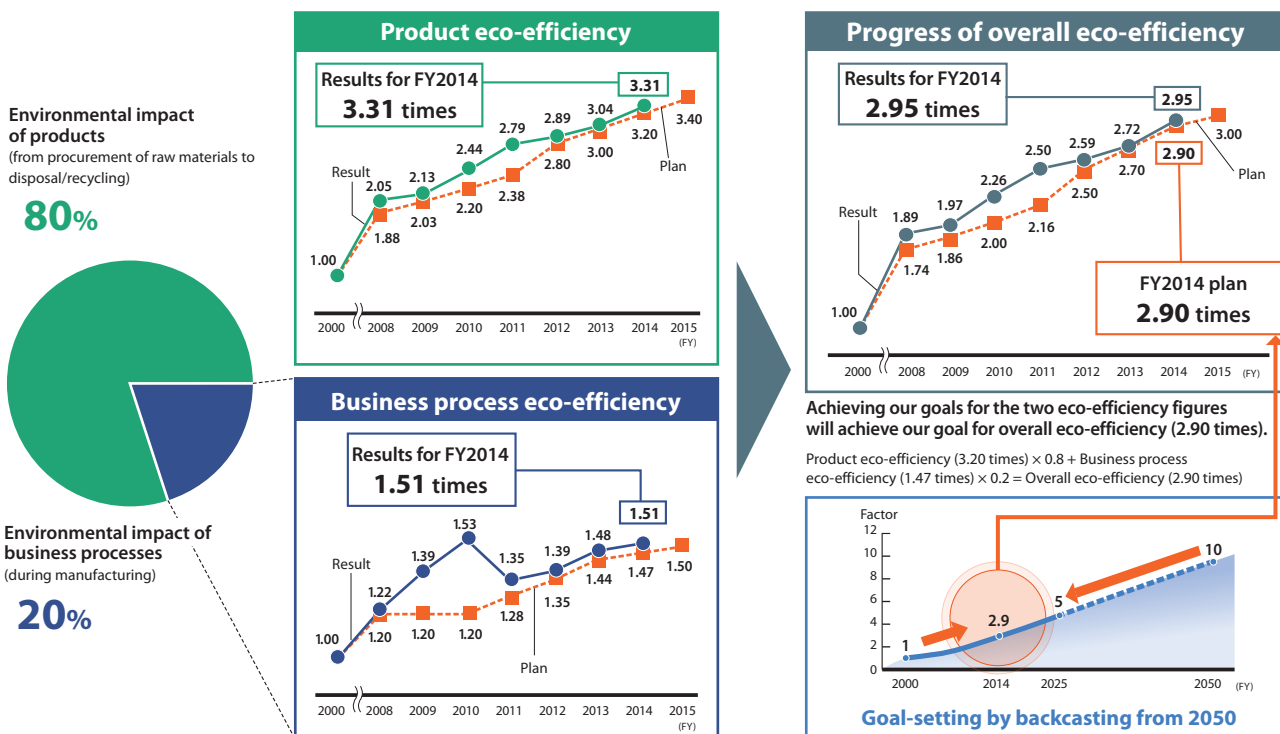 Environmental impact
of products
(from procurement of raw materials to
disposal/recycling)
80%
Environmental impact of
business processes
(during manufacturing)
20%
Product eco-efficiency
Results for FY2014
3.31 times
3.31
3.04
2.89
2.79
2.44
2.13
2.05
1.00
Result
Plan
3.40
3.20
3.00
2.80
2.38
2.20
2.03
1.88
2000 2008 2009 2010 2011 2012 2013 2014 2015
(FY)
Business process eco-efficiency
Results for FY2014
1.51 times
1.51
1.53
1.48
1.39
1.35
1.39
1.22
1.00
Result
1.50
1.47
1.44
1.35
1.28
1.20 1.20 1.20
Plan
2000 2008 2009 2010 2011 2012 2013 2014 2015
(FY)
Progress of overall eco-efficiency
Results for FY2014
2.95 times
2.95
2.72
2.59
2.50
2.26
1.97
1.89
1.00
Result
Plan
3.00
2.90
2.70
2.50
2.16
2.00
1.86
1.74
FY2014 plan
2.90 times
2000 2008 2009 2010 2011 2012 2013 2014 2015 (FY)
Achieving our goals for the two eco-efficiency figures
will achieve our goal for overall eco-efficiency (2.90 times).
Product eco-efficiency (3.20 times) × 0.8 + Business process
eco-efficiency (1.47 times) × 0.2 = Overall eco-efficiency (2.90 times)
Factor
12
10
8
6
4
2
0
1
2.9
5
10
2000 2014 2025 2050 (FY)
Goal-setting by backcasting from 2050